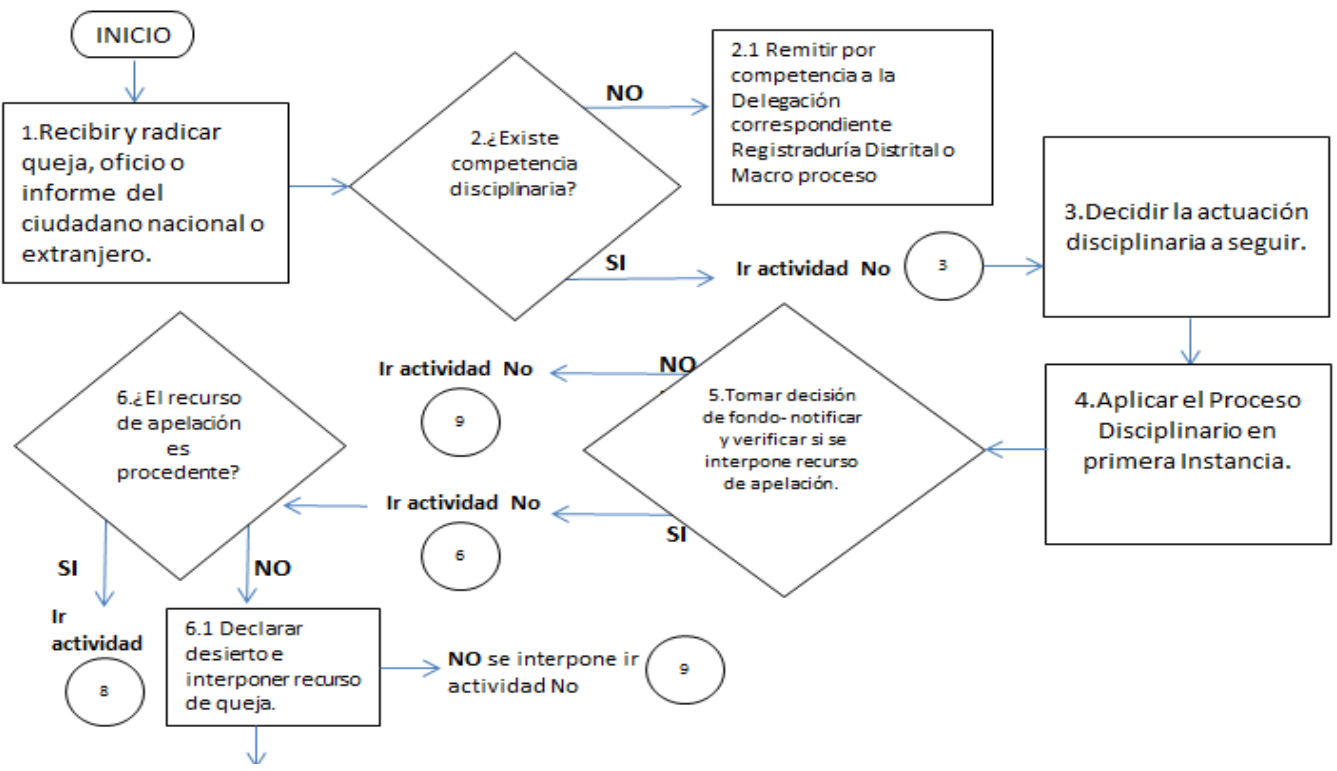 INICIO
1.Recibir y radicar
queja, oficio o
informe del
ciudadano nacional o
extranjero.
2.¿Existe
competencia
disciplinaria?
NO
2.1 Remitir por
competencia a la
Delegación
correspondiente
Registraduría Distrital o
Macro proceso
SI
Ir actividad No
3
3.Decidir la actuación
disciplinaria a seguir.
4.Aplicar el Proceso
Disciplinario en
primera Instancia.
5.Tomar decisión
de fondo- notificar
y verificar si se
interpone recurso
de apelación.
NO
Ir actividad No
9
SI
Ir actividad No
6
6.¿El recurso
de apelación
es
procedente?
SI
Ir
actividad
8
NO
6.1 Declarar
desierto e
interponer recurso
de queja.
NO se interpone ir
actividad No
9